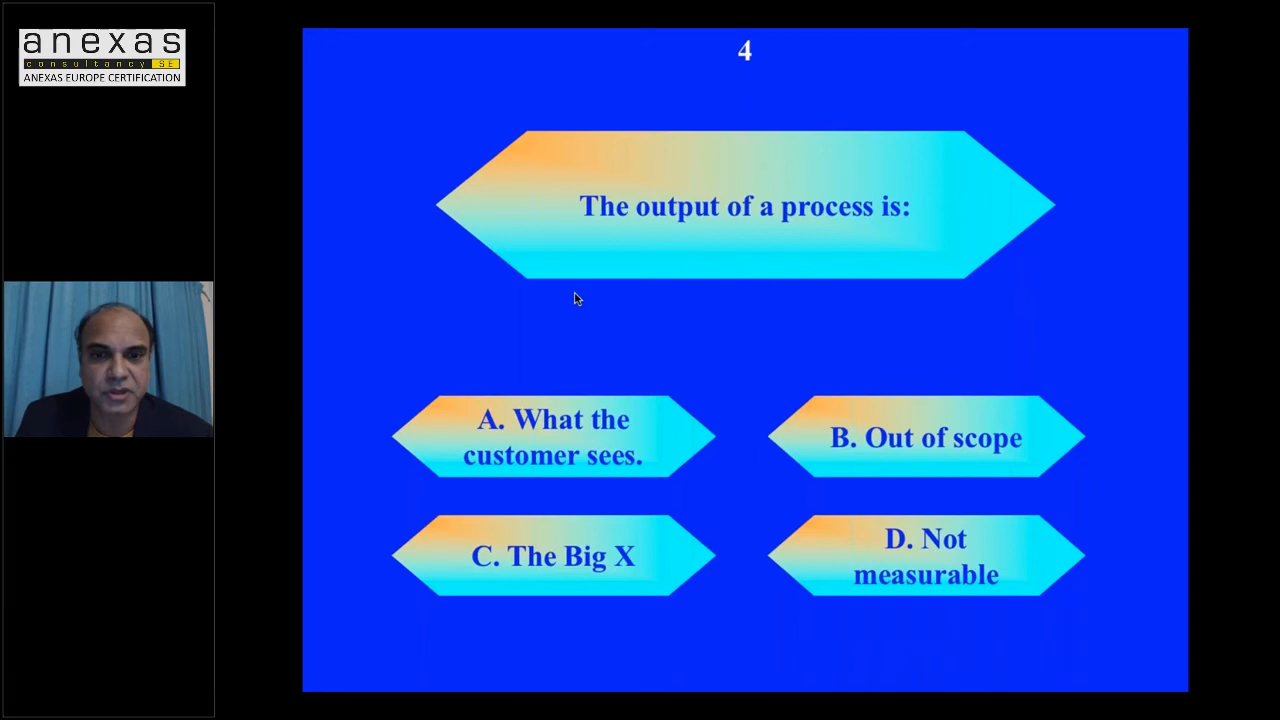 anexas
consultancy SE
ANEXAS EUROPE CERTIFICATION
4
The output of a process is:
A. What the
customer sees.
B. Out of scope
C. The Big X
D. Not
measurable